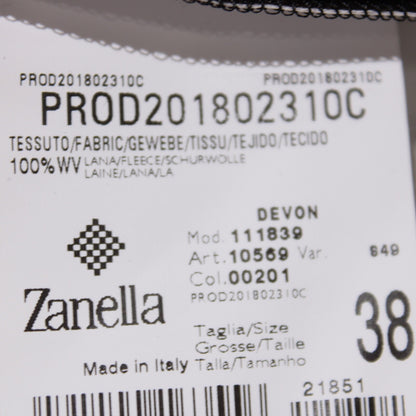 PROD201802310C PROD201802310C
PROD201802310C
TESSUTO/FABRIC/GEWEBE/TISSU/TEJIDO/TECIDO
100%WV LANA/FLEECE/SCHURWOLLE
LAINE/LANA/LA
DEVON
Mod. 111839
Art. 10569 Var. 949
Col. 00201
PROD201802310C
Zanella
Taglia/Size
Grosse/Taille
Talla/Tamanho
38
Made in Italy
21851